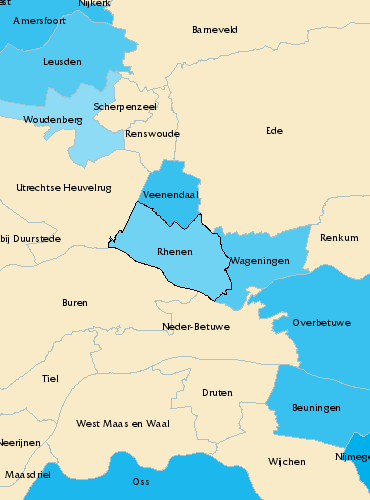 Nijkerk
Amersfoort
Barneveld
Leusden
Scherpenzeel
Woudenberg
Renswoude
Ede
Utrechtse Heuvelrug
Veenendaal
bij Duurstede
Renkum
Rhenen
Wageningen
Buren
Neder-Betuwe
Overbetuwe
Tiel
Druten
Beuningen
West Maas en Waal
Neerijnen
Nijmege
Wijchen
Maasdriel
Oss